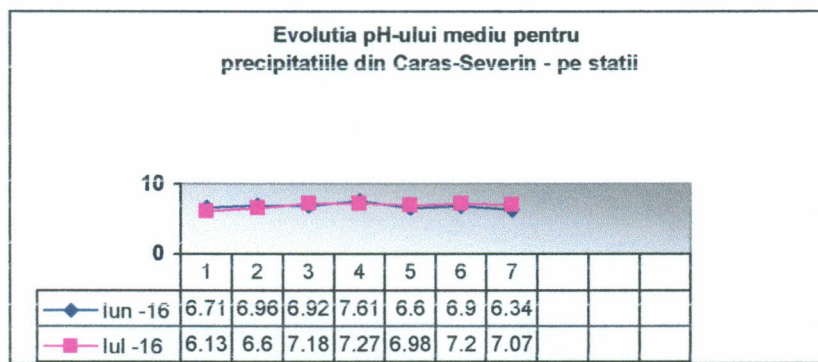 Evolutia pH-ului mediu pentru
precipitatiile din Caras-Severin - pe statii
10
0
1 2 3 4 5 6 7
Iun -16 6.71 6.96 6.92 7.61 6.6 6.9 6.34
Iul -16 6.13 6.6 7.18 7.27 6.98 7.2 7.07